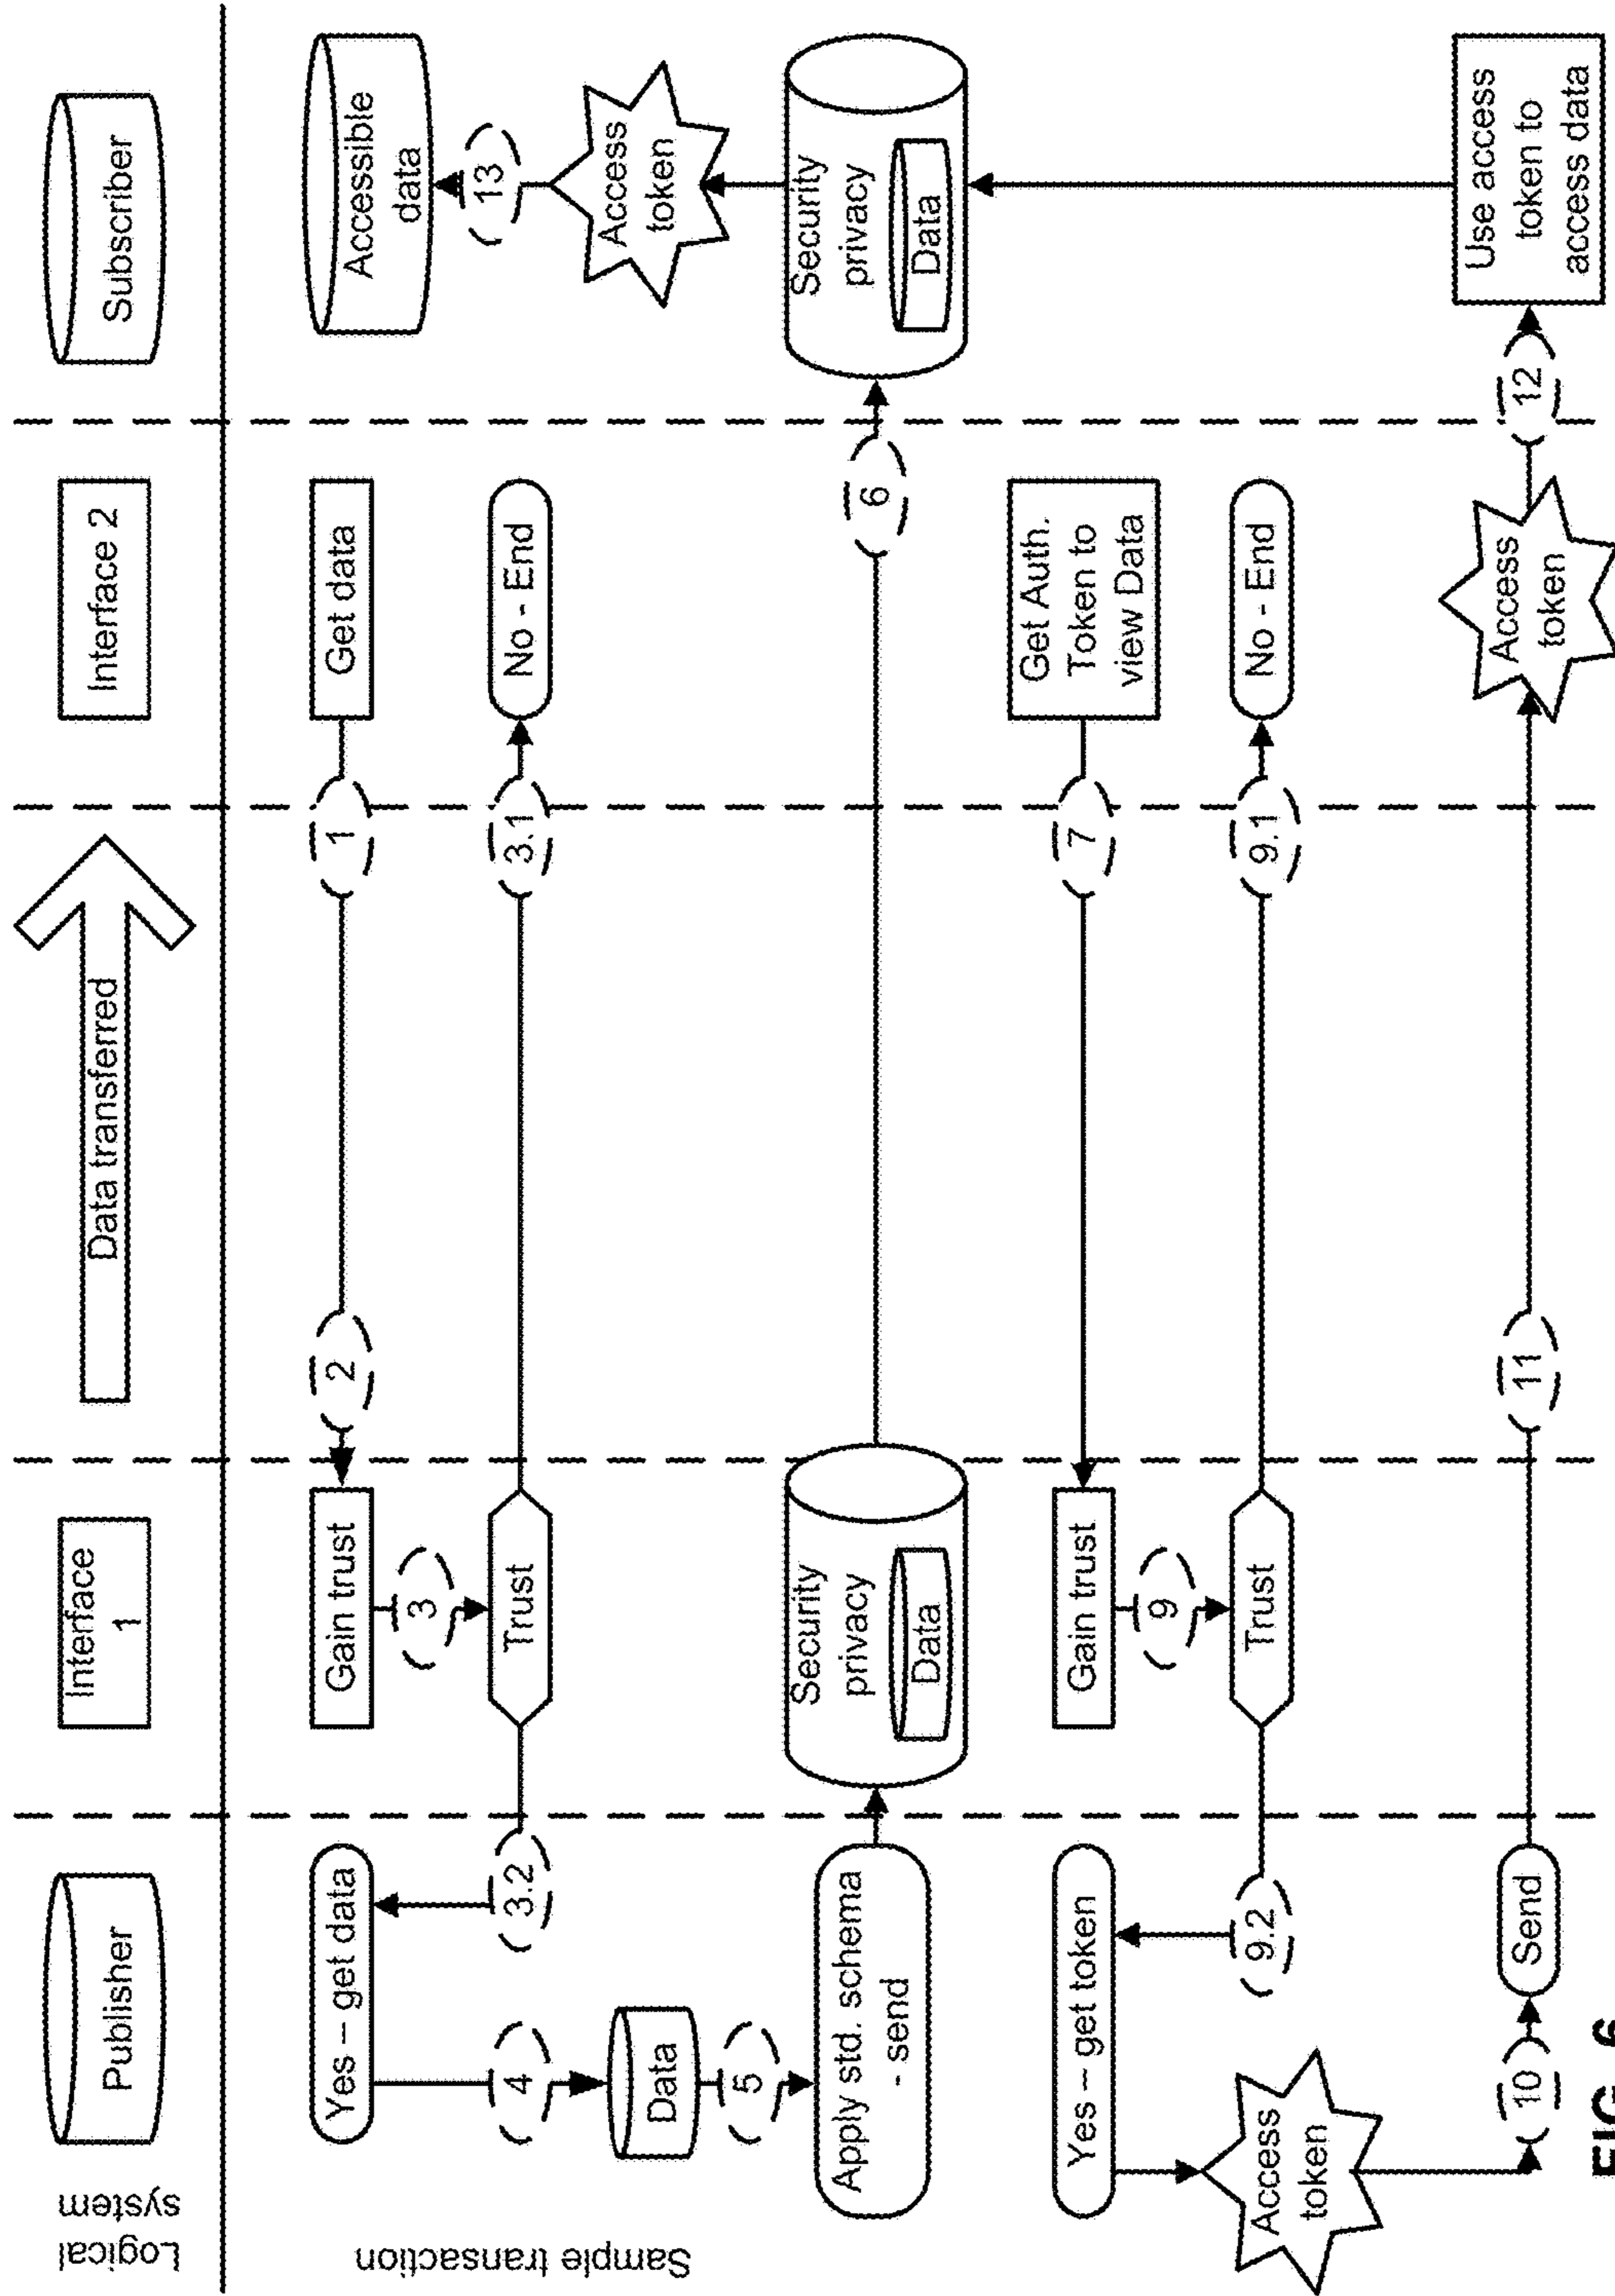 Logical
system
Publisher
Interface
1
Data transferred
Interface 2
Subscriber
Sample transaction
Yes – get data
Gain trust
2
1
Get data
Accessible
data
3
13
3.2
Trust
3.1
No - End
4
Access
token
Data
5
Apply std. schema
- send
Security
privacy
Data
6
Security
privacy
Data
Yes – get token
Gain trust
7
Get Auth.
Token to
view Data
9
9.2
Trust
9.1
No - End
Access
token
10
Send
11
Access
token
12
Use access
token to
access data
FIG. 6